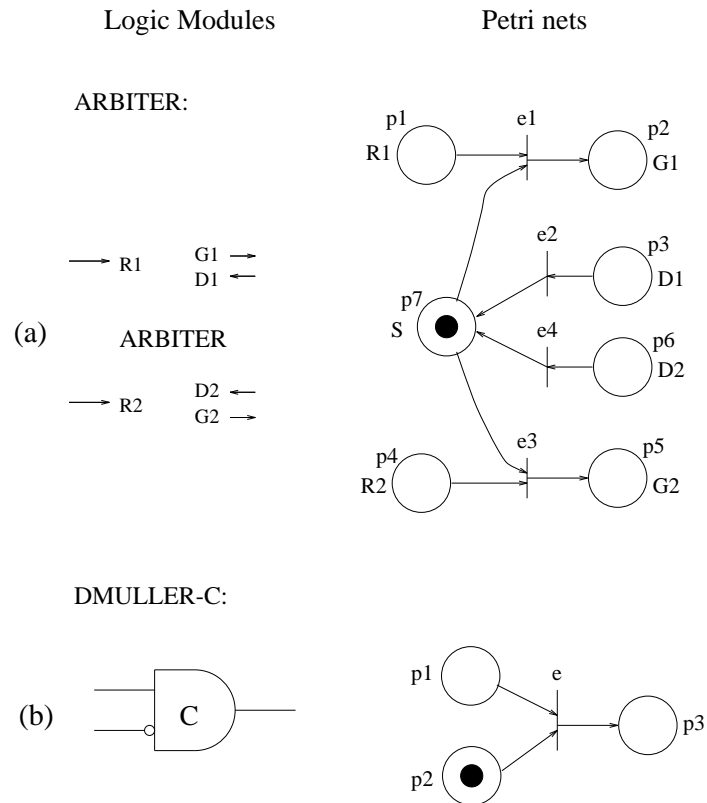 Logic Modules
Petri nets
ARBITER:
p1
e1
p2
R1
G1
e2
p3
R1
G1
D1
D1
p7
(a)
S
ARBITER
e4
p6
D2
R2
D2
G2
p4
e3
p5
R2
G2
DMULLER-C:
p1
e
(b)
C
p3
p2